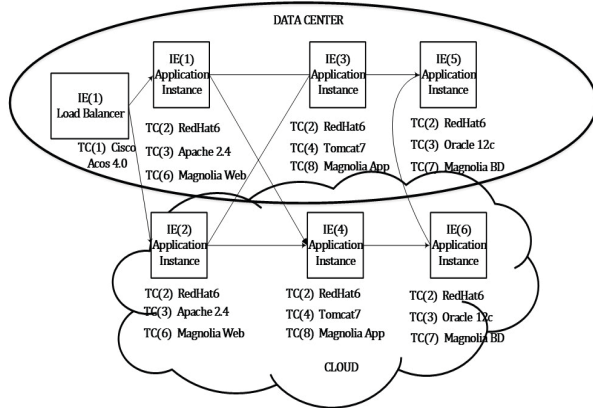 DATA CENTER
IE(1)
Load Balancer
TC(1) Cisco
Acos 4.0
IE(1)
Application
Instance
TC(2) RedHat6
TC(3) Apache 2.4
TC(6) Magnolia Web
IE(3)
Application
Instance
TC(2) RedHat6
TC(4) Tomcat7
TC(8) Magnolia App
IE(5)
Application
Instance
TC(2) RedHat6
TC(3) Oracle 12c
TC(7) Magnolia BD
IE(2)
Application
Instance
TC(2) RedHat6
TC(3) Apache 2.4
TC(6) Magnolia Web
IE(4)
Application
Instance
TC(2) RedHat6
TC(4) Tomcat7
TC(8) Magnolia App
IE(6)
Application
Instance
TC(2) RedHat6
TC(3) Oracle 12c
TC(7) Magnolia BD
CLOUD